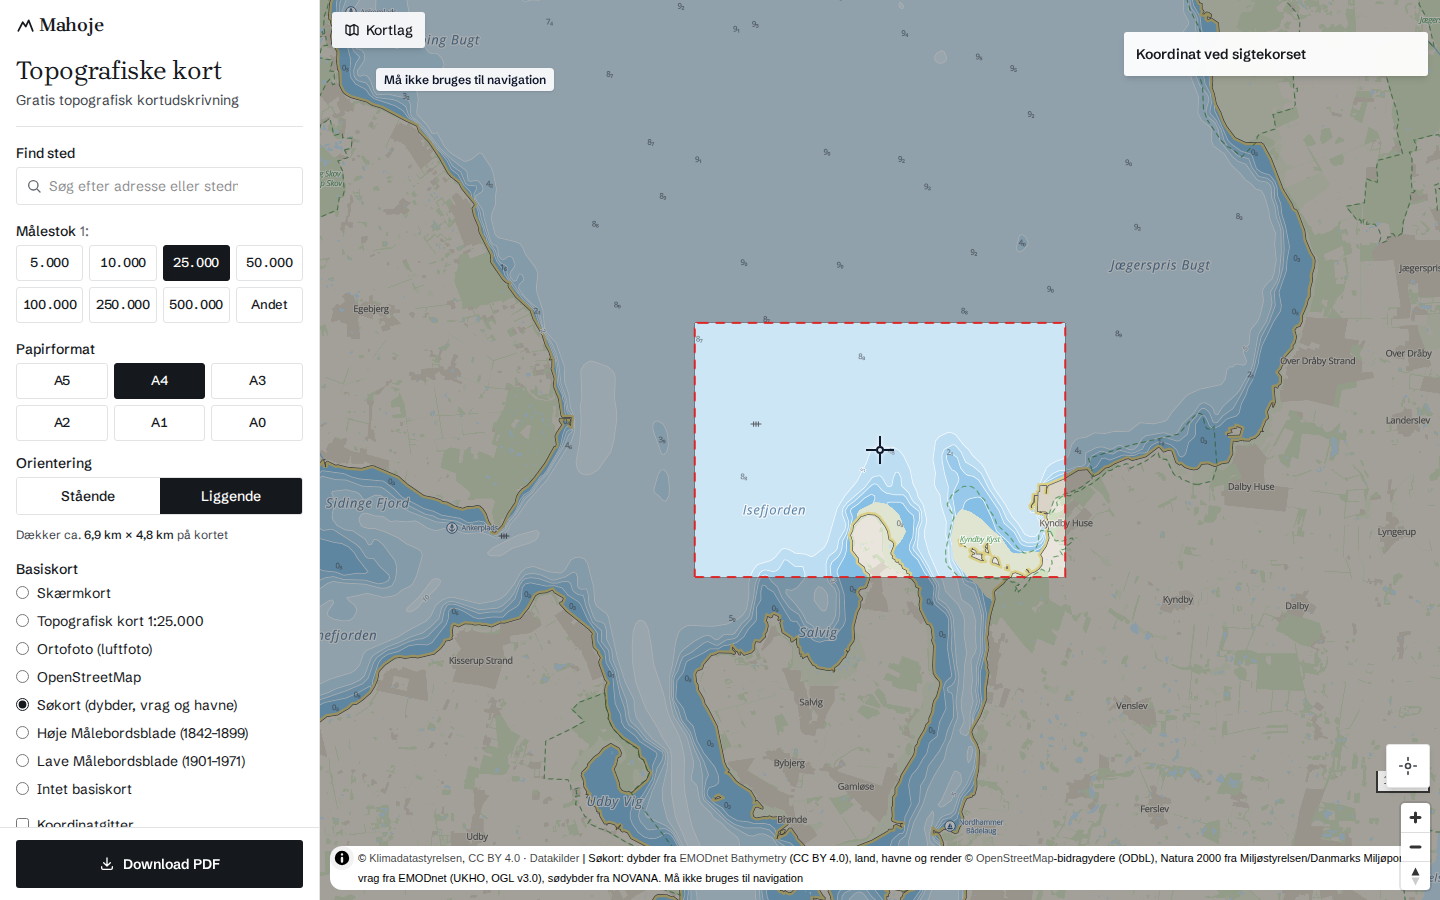 Mahoje
Topografiske kort
Gratis topografisk kortudskrivning
Find sted
Søg efter adresse eller stedr
Målestok 1:
5.000
10.000
25.000
50.000
100.000
250.000
500.000
Andet
Papirformat
A5
A4
A3
A2
A1
A0
Orientering
Stående
Liggende
Dækker ca. 6,9 km × 4,8 km på kortet
Basiskort
Skærmkort
Topografisk kort 1:25.000
Ortofoto (luftfoto)
OpenStreetMap
Søkort (dybder, vrag og havne)
Høje Målebordsblade (1842-1899)
Lave Målebordsblade (1901-1971)
Intet basiskort
Koordinatgitter
Download PDF
Kortlag
Bugt
Må ikke bruges til navigation
Koordinat ved sigtekorset
Jægerspris Bugt
Jægerspris
Egebjerg
Over Dråby Strand
Over Dråby
Landerslev
Sidinge Fjord
Ankerplads
Dalby Huse
Isefjorden
Kyndby Huse
Kyndby Kyst
Lyngerup
Kyndby
Dalby
Salvig
Kisserup Strand
Salvig
Venslev
Bybjerg
Gamløse
Udby Vig
Brønde
Ferslev
Nordhammer
Bådelaug
Udby
© Klimadatastyrelsen, CC BY 4.0 · Datakilder | Søkort: dybder fra EMODnet Bathymetry (CC BY 4.0), land, havne og render © OpenStreetMap-bidragydere (ODbL), Natura 2000 fra Miljøstyrelsen/Danmarks Miljøpor
vrag fra EMODnet (UKHO, OGL v3.0), sødybder fra NOVANA. Må ikke bruges til navigation